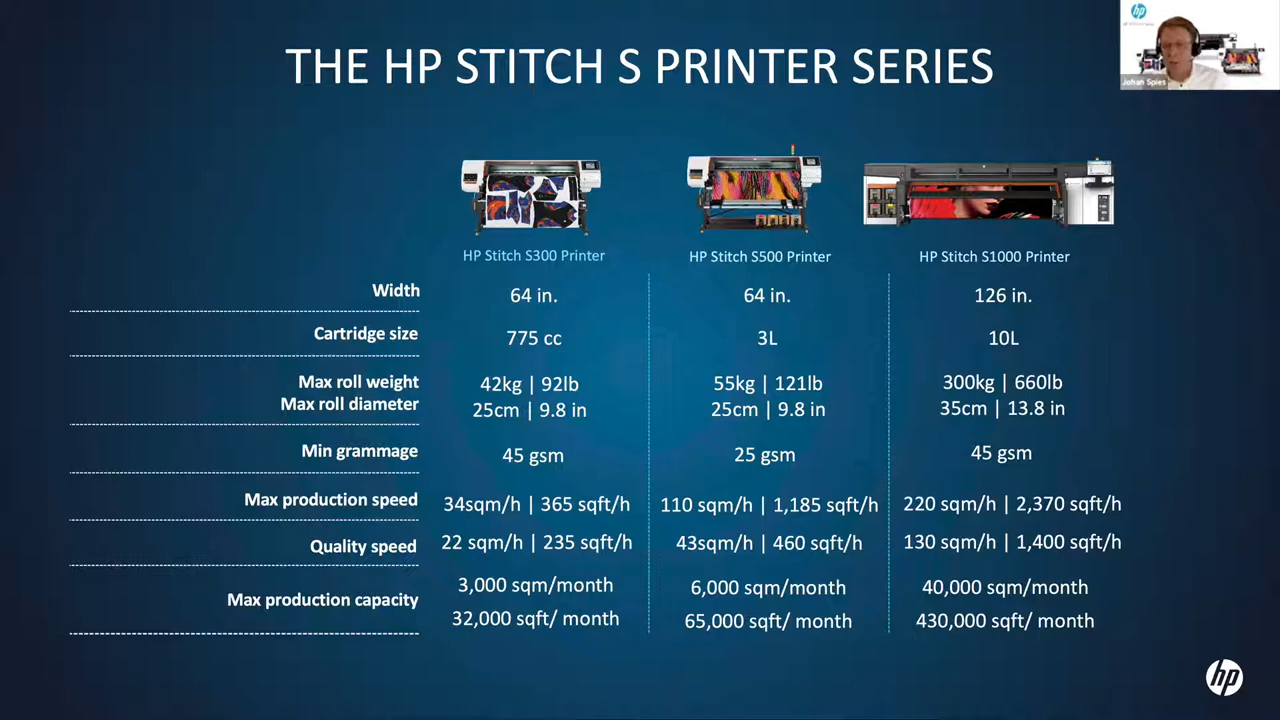 THE HP STITCH S PRINTER SERIES
hp
Johan Spies
HP Stitch S300 Printer
HP Stitch S500 Printer
HP Stitch S1000 Printer
Width
64 in.
64 in.
126 in.
Cartridge size
775 cc
3L
10L
Max roll weight
42kg | 92lb
55kg | 121lb
300kg | 660lb
Max roll diameter
25cm | 9.8 in
25cm | 9.8 in
35cm | 13.8 in
Min grammage
45 gsm
25 gsm
45 gsm
Max production speed
34sqm/h | 365 sqft/h
110 sqm/h | 1,185 sqft/h
220 sqm/h | 2,370 sqft/h
Quality speed
22 sqm/h | 235 sqft/h
43sqm/h | 460 sqft/h
130 sqm/h | 1,400 sqft/h
Max production capacity
3,000 sqm/month
6,000 sqm/month
40,000 sqm/month
32,000 sqft/ month
65,000 sqft/ month
430,000 sqft/ month
hp